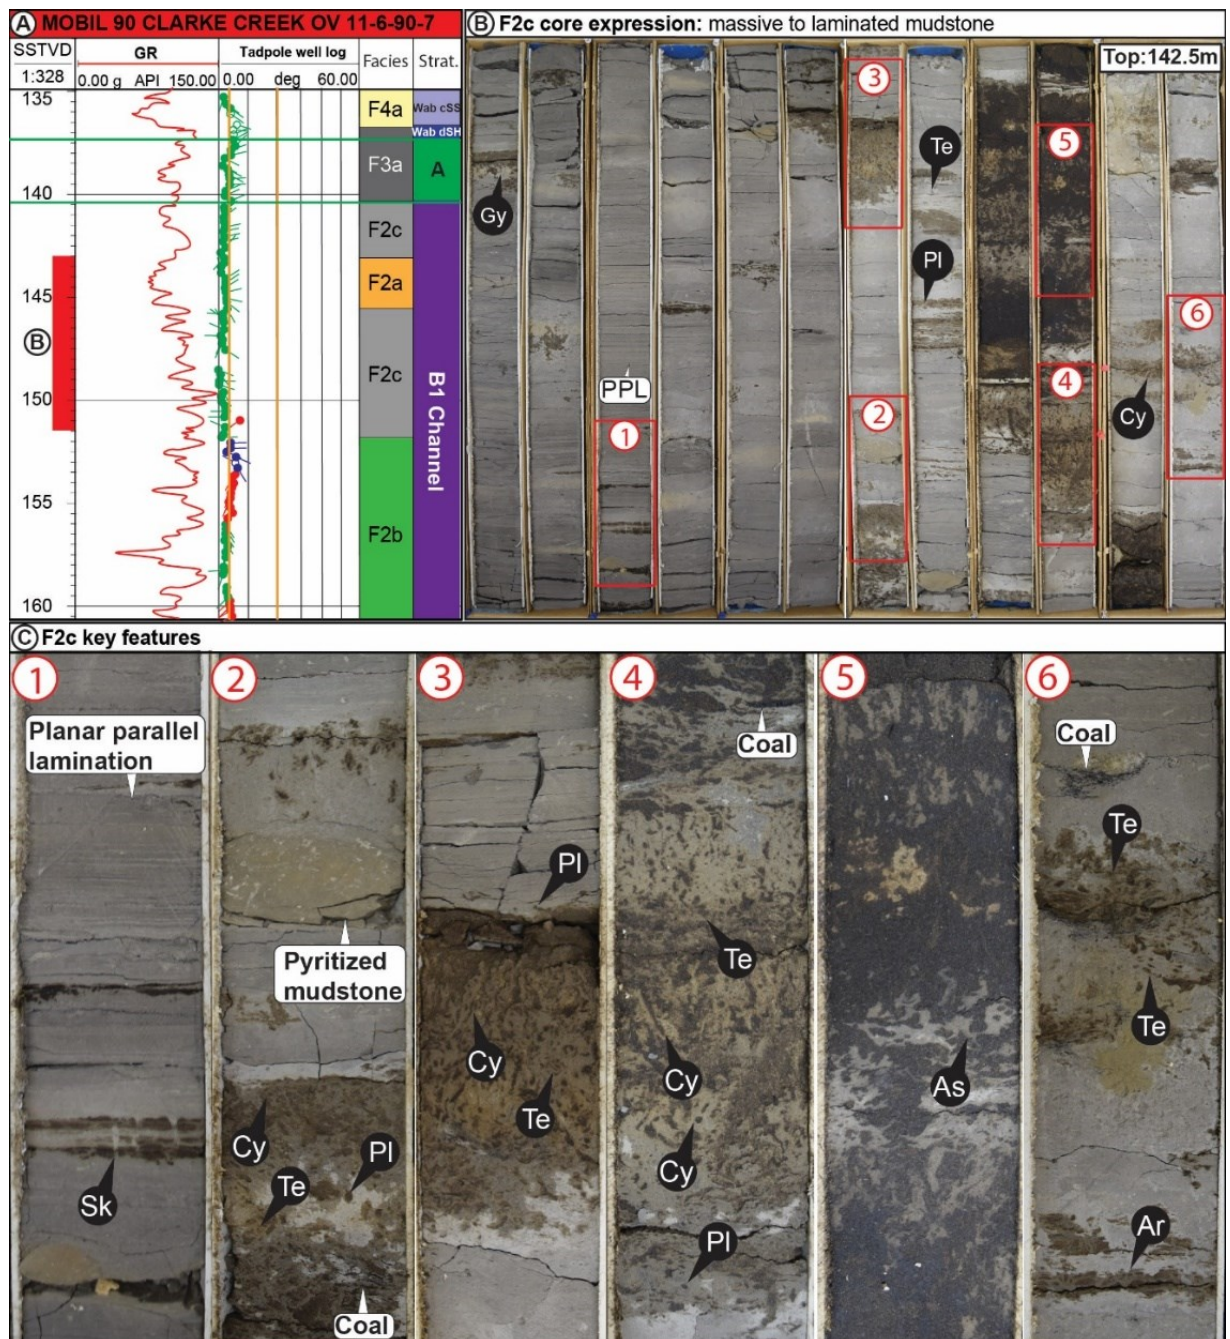 A MOBIL 90 CLARKE CREEK OV 11-6-90-7
SSTVD GR Tadpole well log Facies Strat.
1:328 0.00 g API 150.00 0.00 deg 60.00
135 F4a Wab cSS
Wab dSH
F3a A
140
F2c
F2a
145
B
F2c
150
B1 Channel
155
F2b
160
B F2c core expression: massive to laminated mudstone
Top:142.5m
3
Te
5
Gy
Pl
6
PPL
4
2
Cy
1
C F2c key features
1
2
3
4
5
6
Planar parallel
lamination
Coal
Coal
Te
Pl
Te
Pyritized
mudstone
Te
Cy
Cy
As
Te
Cy
Pl
Te
Cy
Sk
Pl
Ar
Coal